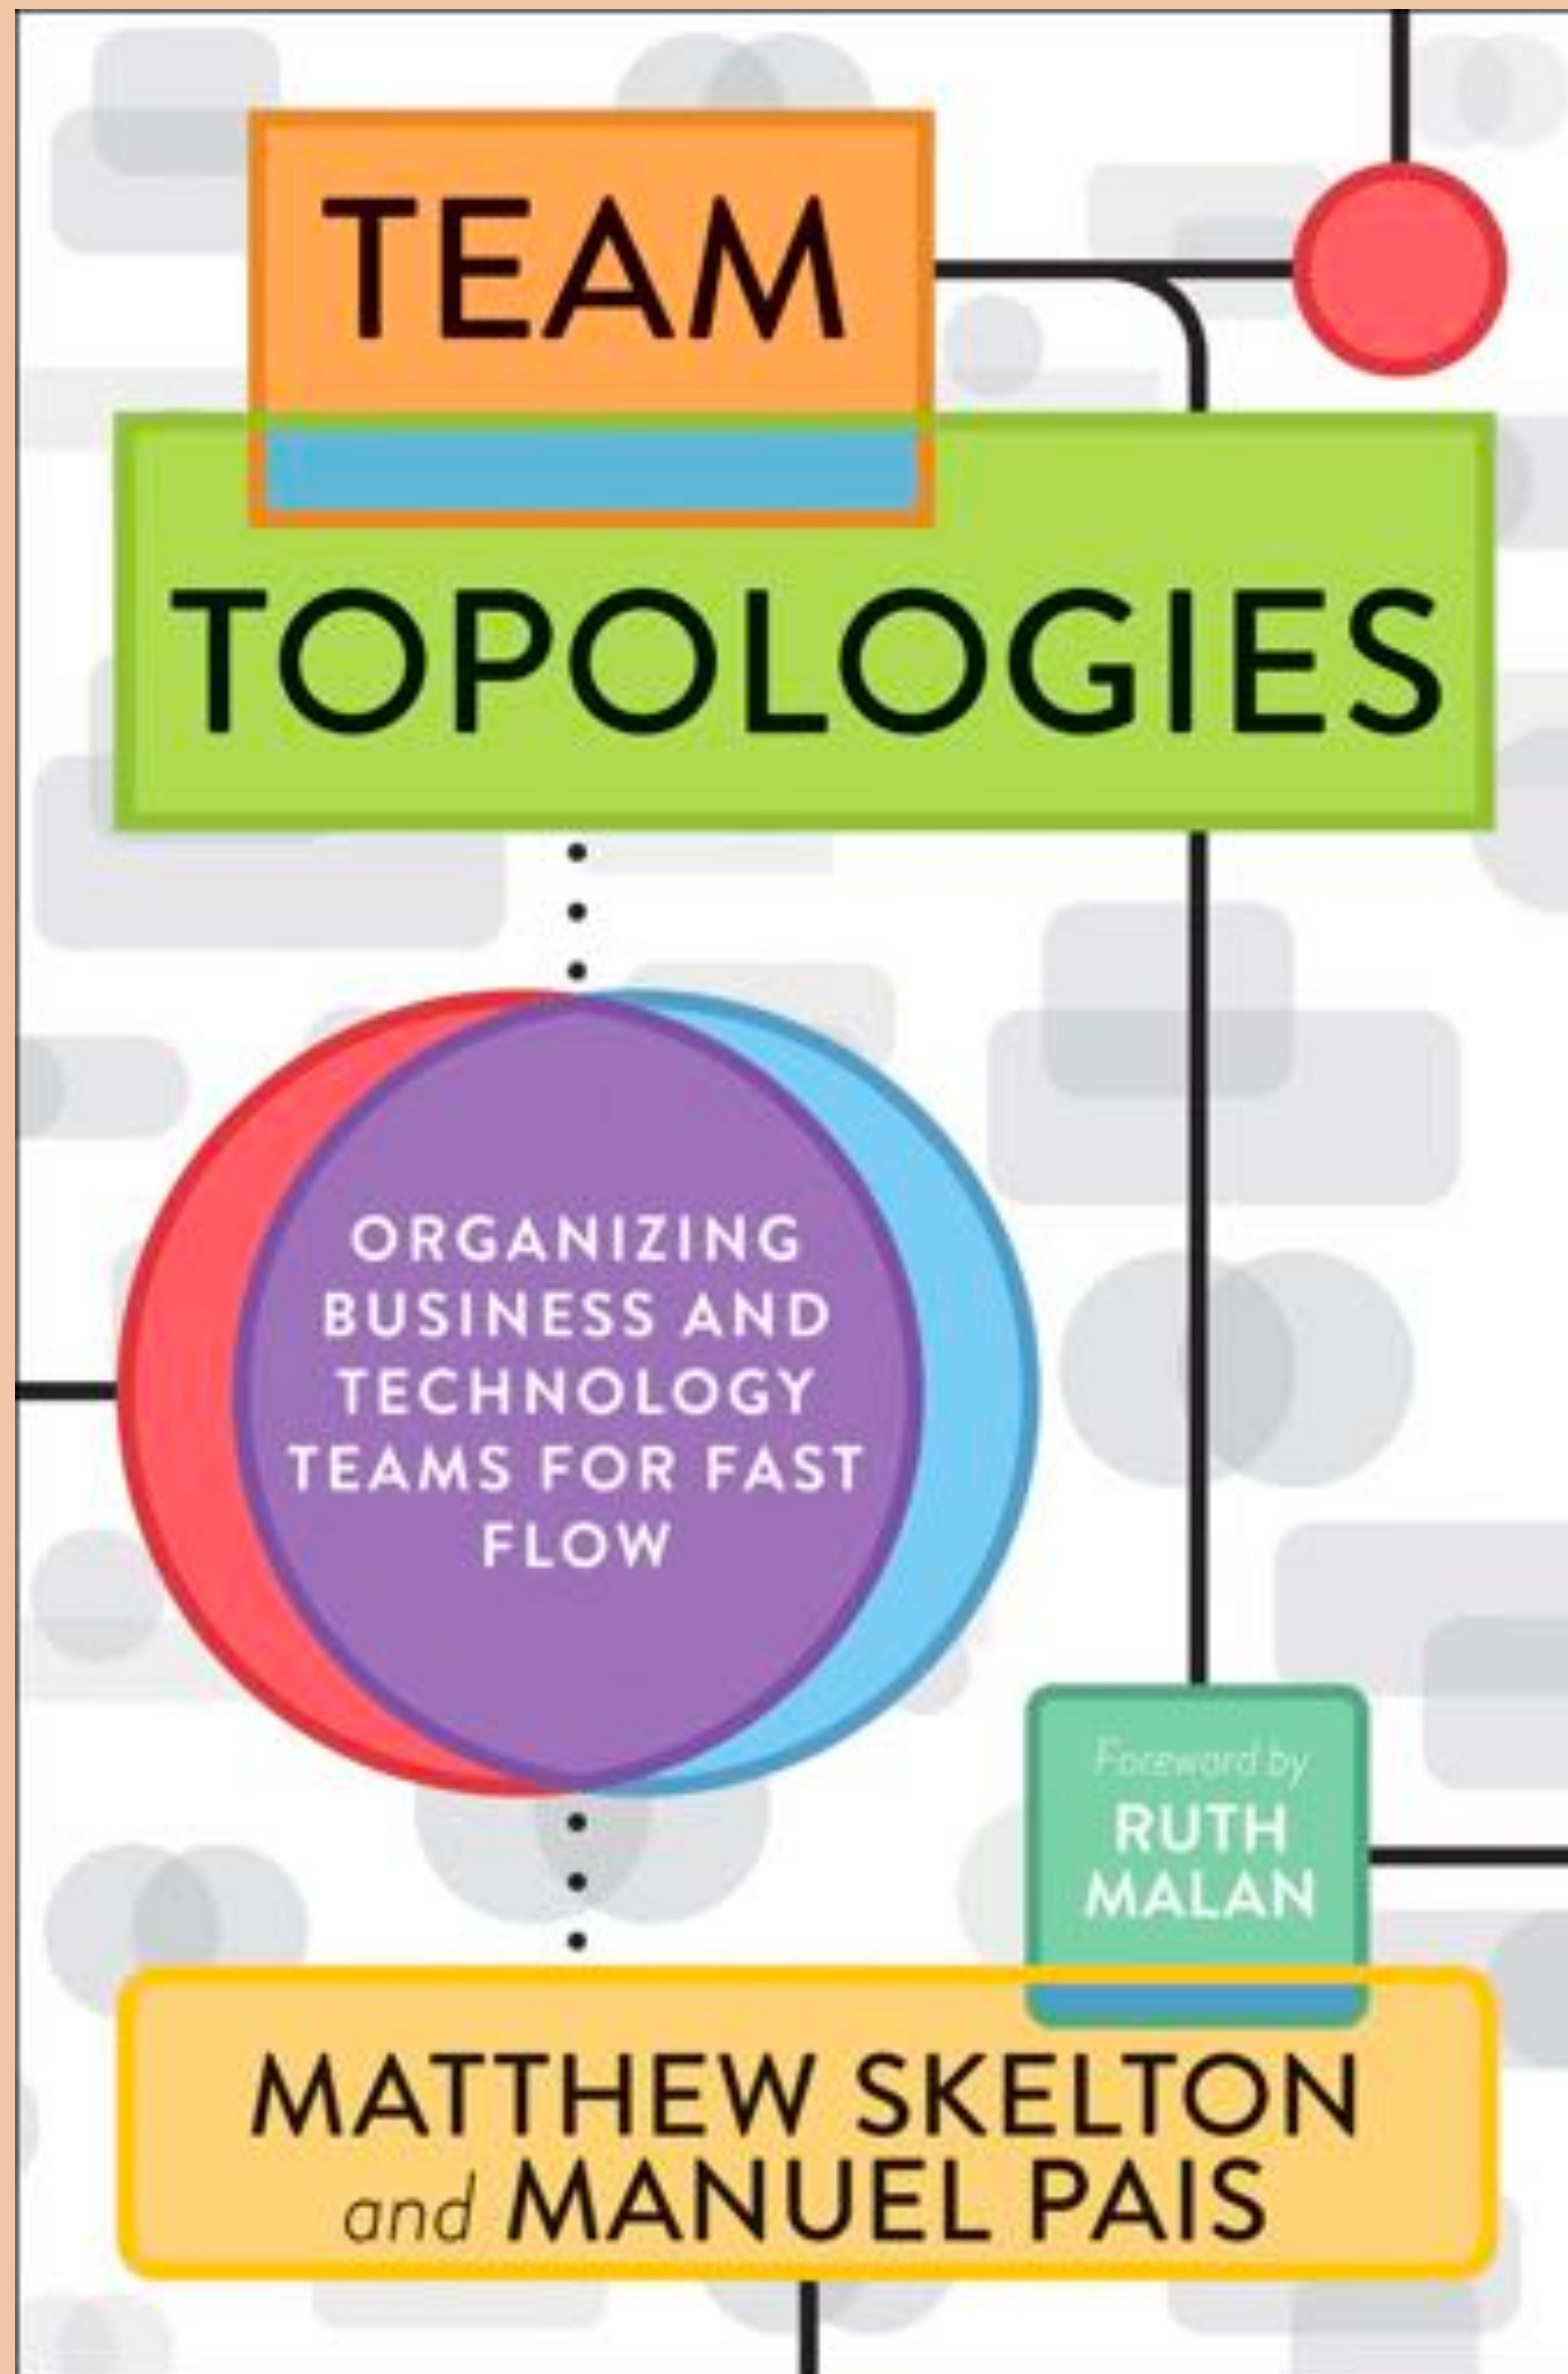 TEAM
TOPOLOGIES
ORGANIZING
BUSINESS AND
TECHNOLOGY
TEAMS FOR FAST
FLOW
Foreword by
RUTH
MALAN
MATTHEW SKELTON
and MANUEL PAIS